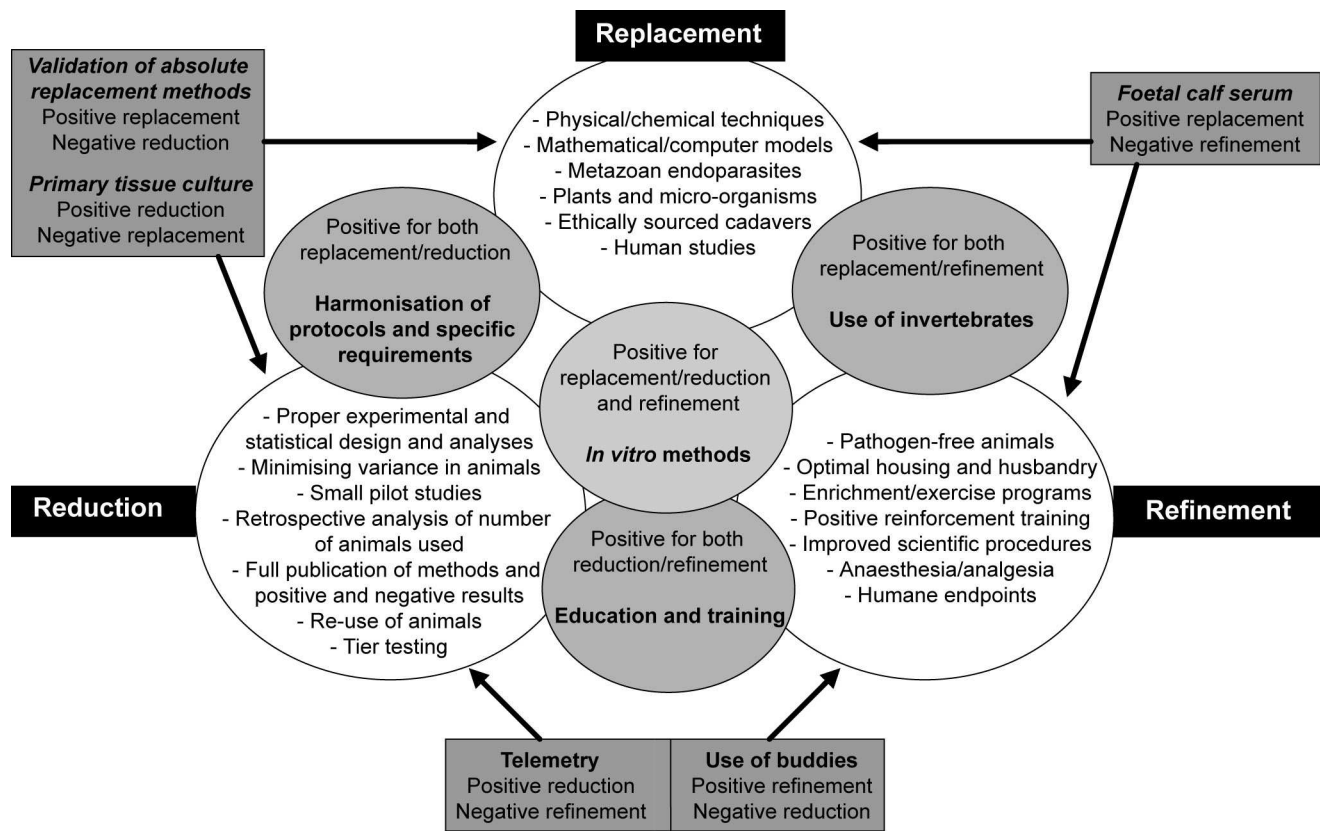 Replacement
Validation of absolute
replacement methods
Positive replacement
Negative reduction
Primary tissue culture
Positive reduction
Negative replacement
Foetal calf serum
Positive replacement
Negative refinement
- Physical/chemical techniques
- Mathematical/computer models
- Metazoan endoparasites
- Plants and micro-organisms
- Ethically sourced cadavers
- Human studies
Positive for both
replacement/reduction
Harmonisation of
protocols and specific
requirements
Positive for both
replacement/refinement
Use of invertebrates
Positive for
replacement/reduction
and refinement
In vitro methods
Reduction
- Proper experimental and
statistical design and analyses
- Minimising variance in animals
- Small pilot studies
- Retrospective analysis of number
of animals used
- Full publication of methods and
positive and negative results
- Re-use of animals
- Tier testing
Positive for both
reduction/refinement
Education and training
- Pathogen-free animals
- Optimal housing and husbandry
- Enrichment/exercise programs
- Positive reinforcement training
- Improved scientific procedures
- Anaesthesia/analgesia
- Humane endpoints
Refinement
Telemetry
Positive reduction
Negative refinement
Use of buddies
Positive refinement
Negative reduction